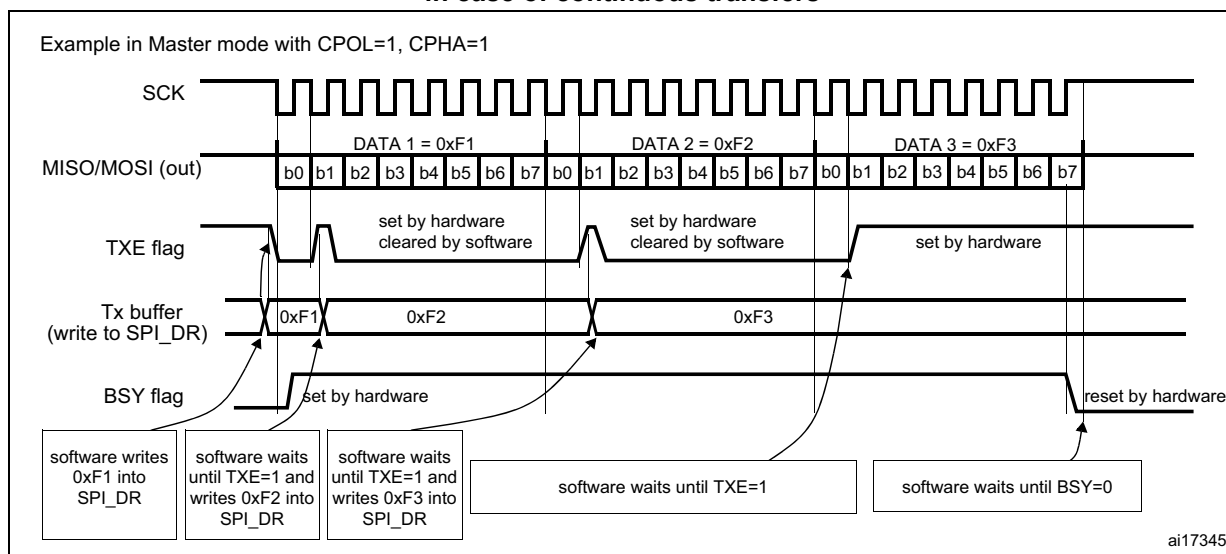 in case of continuous transfers
Example in Master mode with CPOL=1, CPHA=1
SCK
DATA 1 = 0xF1
DATA 2 = 0xF2
DATA 3 = 0xF3
MISO/MOSI (out)
b0 b1 b2 b3 b4 b5 b6 b7 b0 b1 b2 b3 b4 b5 b6 b7 b0 b1 b2 b3 b4 b5 b6 b7
TXE flag
set by hardware
cleared by software
set by hardware
cleared by software
set by hardware
Tx buffer
(write to SPI_DR)
0xF1
0xF2
0xF3
BSY flag
set by hardware
reset by hardware
software writes
0xF1 into
SPI_DR
software waits
until TXE=1 and
writes 0xF2 into
SPI_DR
software waits
until TXE=1 and
writes 0xF3 into
SPI_DR
software waits until TXE=1
software waits until BSY=0
ai17345